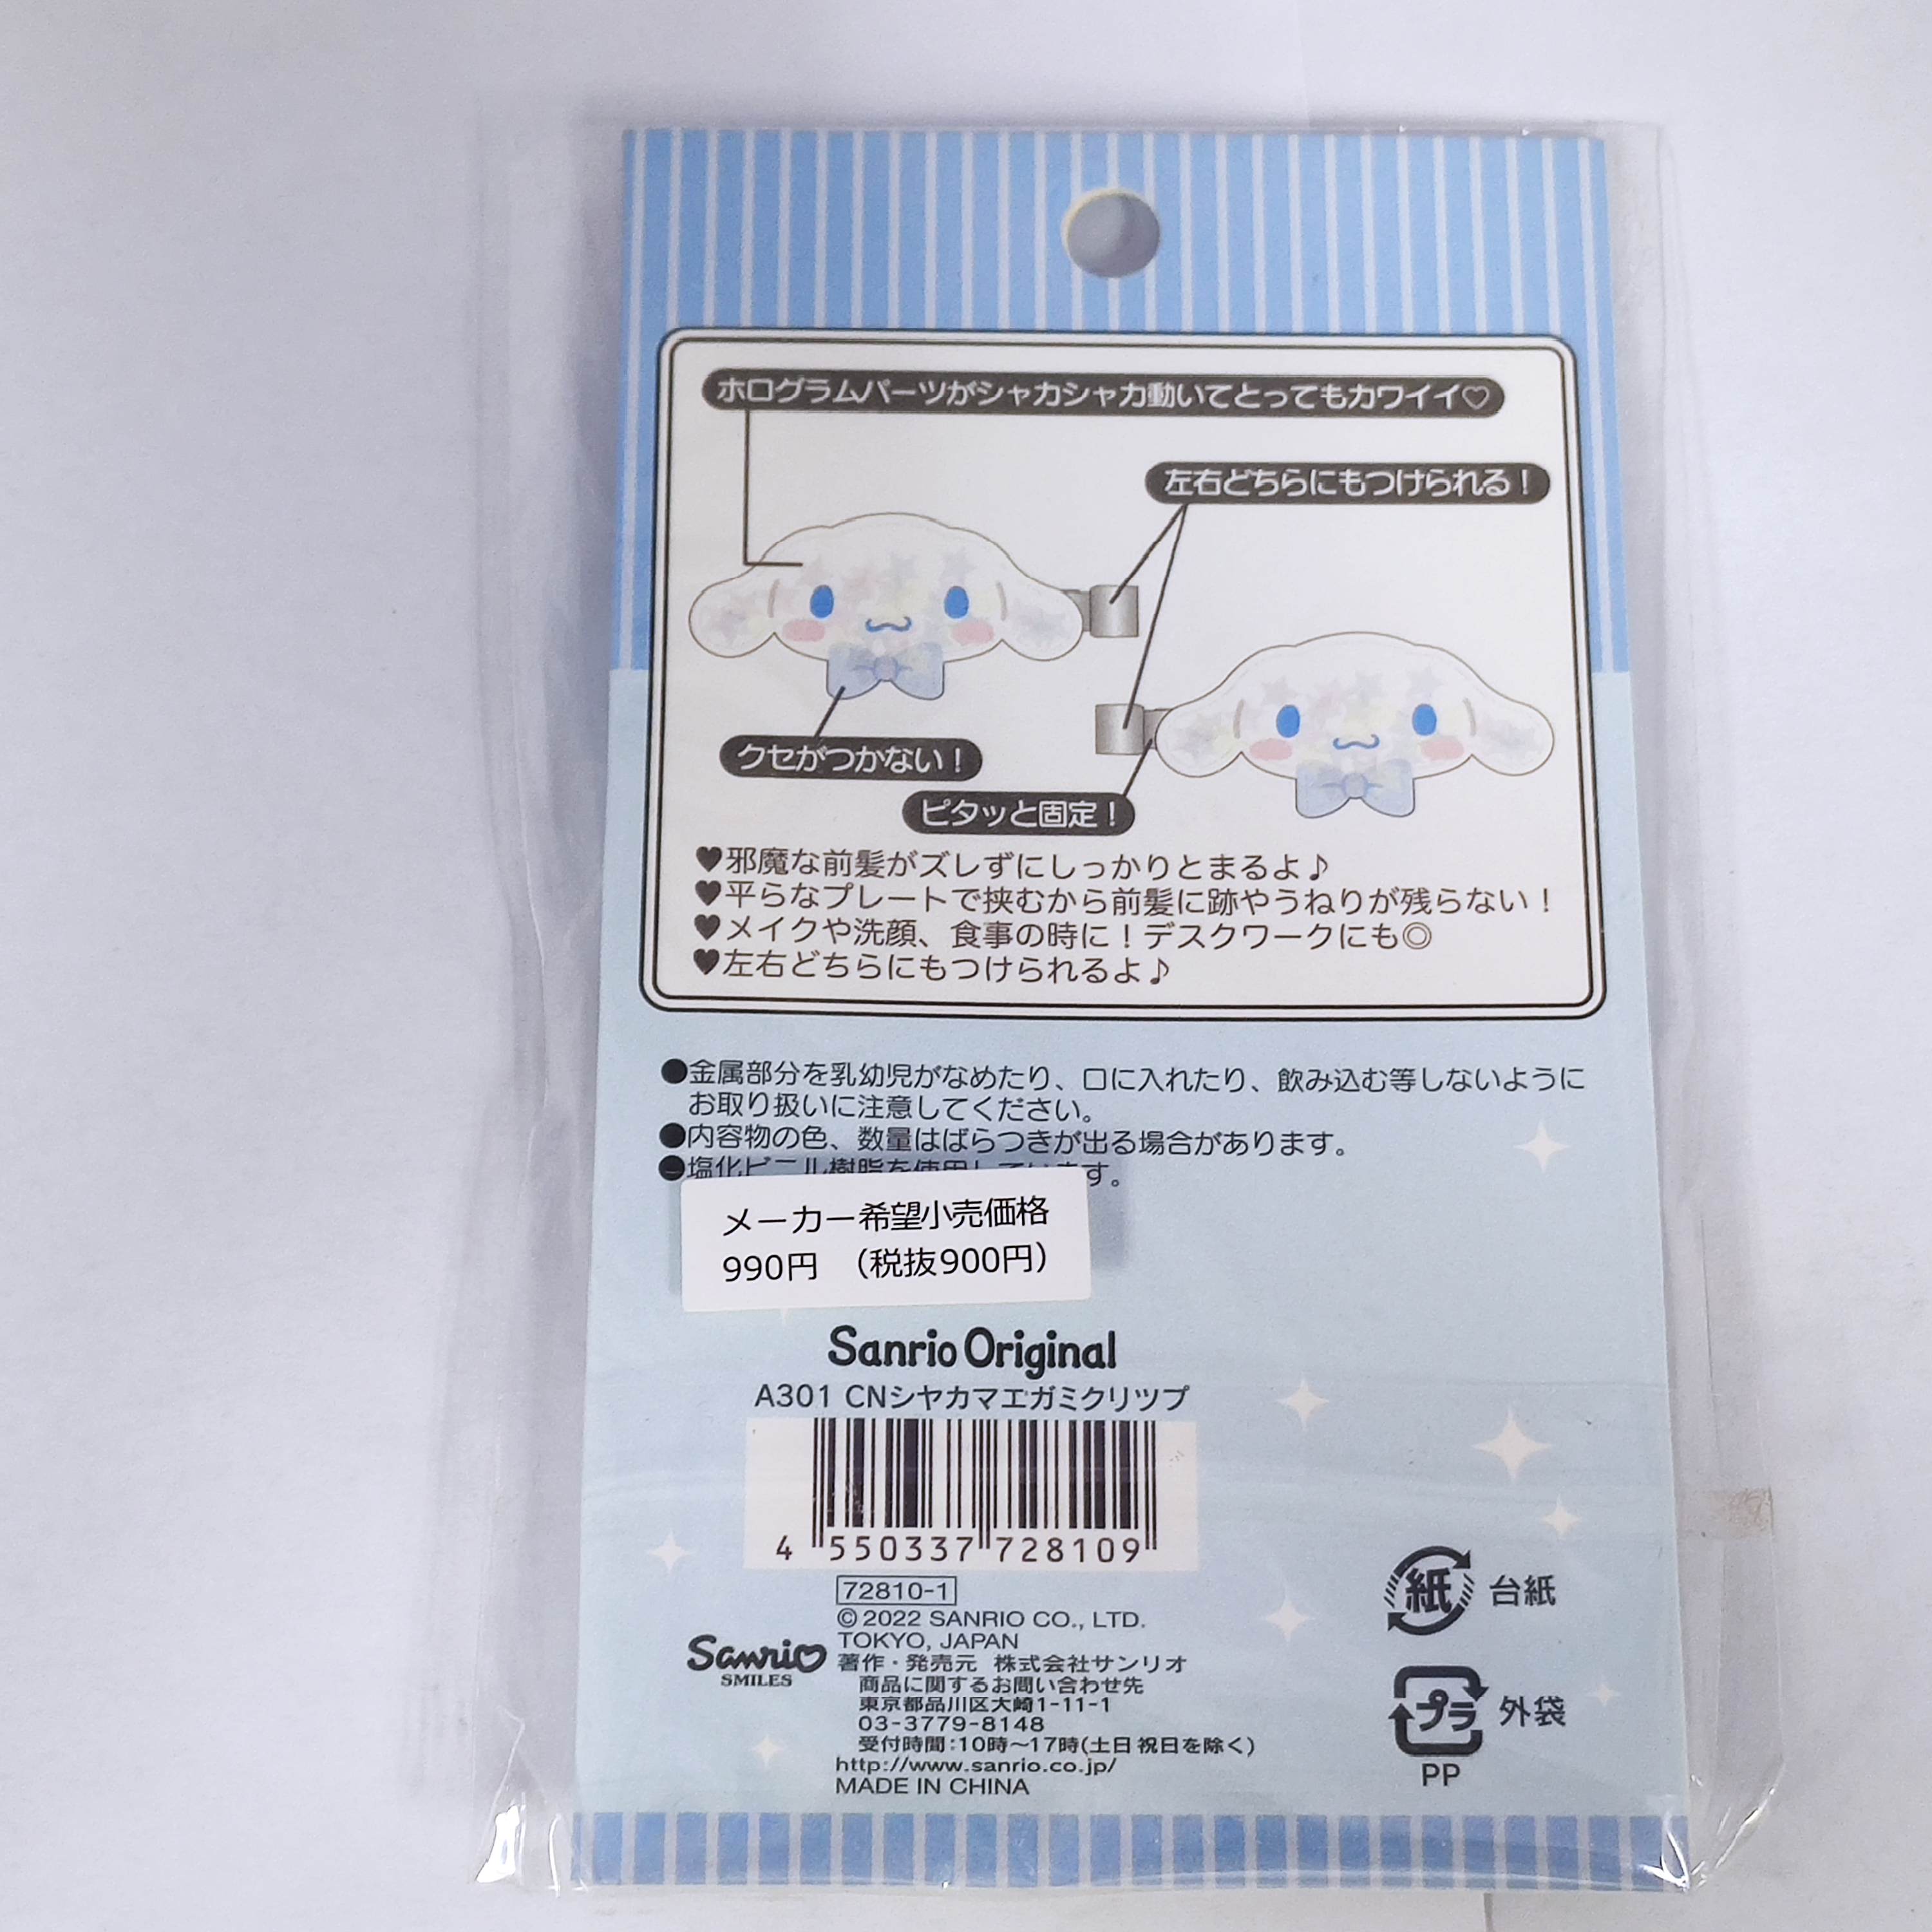 ホログラムパーツがシャカシャカ動いてとってもカワイイ♡
左右どちらにもつけられる！
クセがつかない！
ピタッと固定！
♥邪魔な前髪がズレずにしっかりとまるよ♪
♥平らなプレートで挟むから前髪に跡やうねりが残らない！
♥メイクや洗顔、食事の時に！デスクワークにも◎
♥左右どちらにもつけられるよ♪
●金属部分を乳幼児がなめたり、口に入れたり、飲み込む等しないように
お取り扱いに注意してください。
●内容物の色、数量はばらつきが出る場合があります。
●塩化ビニル樹脂を使用しています。
メーカー希望小売価格
990円 （税抜900円）
Sanrio Original
A301 CNシヤカマエガミクリツプ
4 550337 728109
72810-1
©2022 SANRIO CO., LTD.
TOKYO, JAPAN
Sanrio
SMILES
著作・発売元 株式会社サンリオ
商品に関するお問い合わせ先
東京都品川区大崎1-11-1
03-3779-8148
受付時間:10時〜17時(土日祝日を除く)
http://www.sanrio.co.jp/
MADE IN CHINA
紙 台紙
プラ 外袋
PP